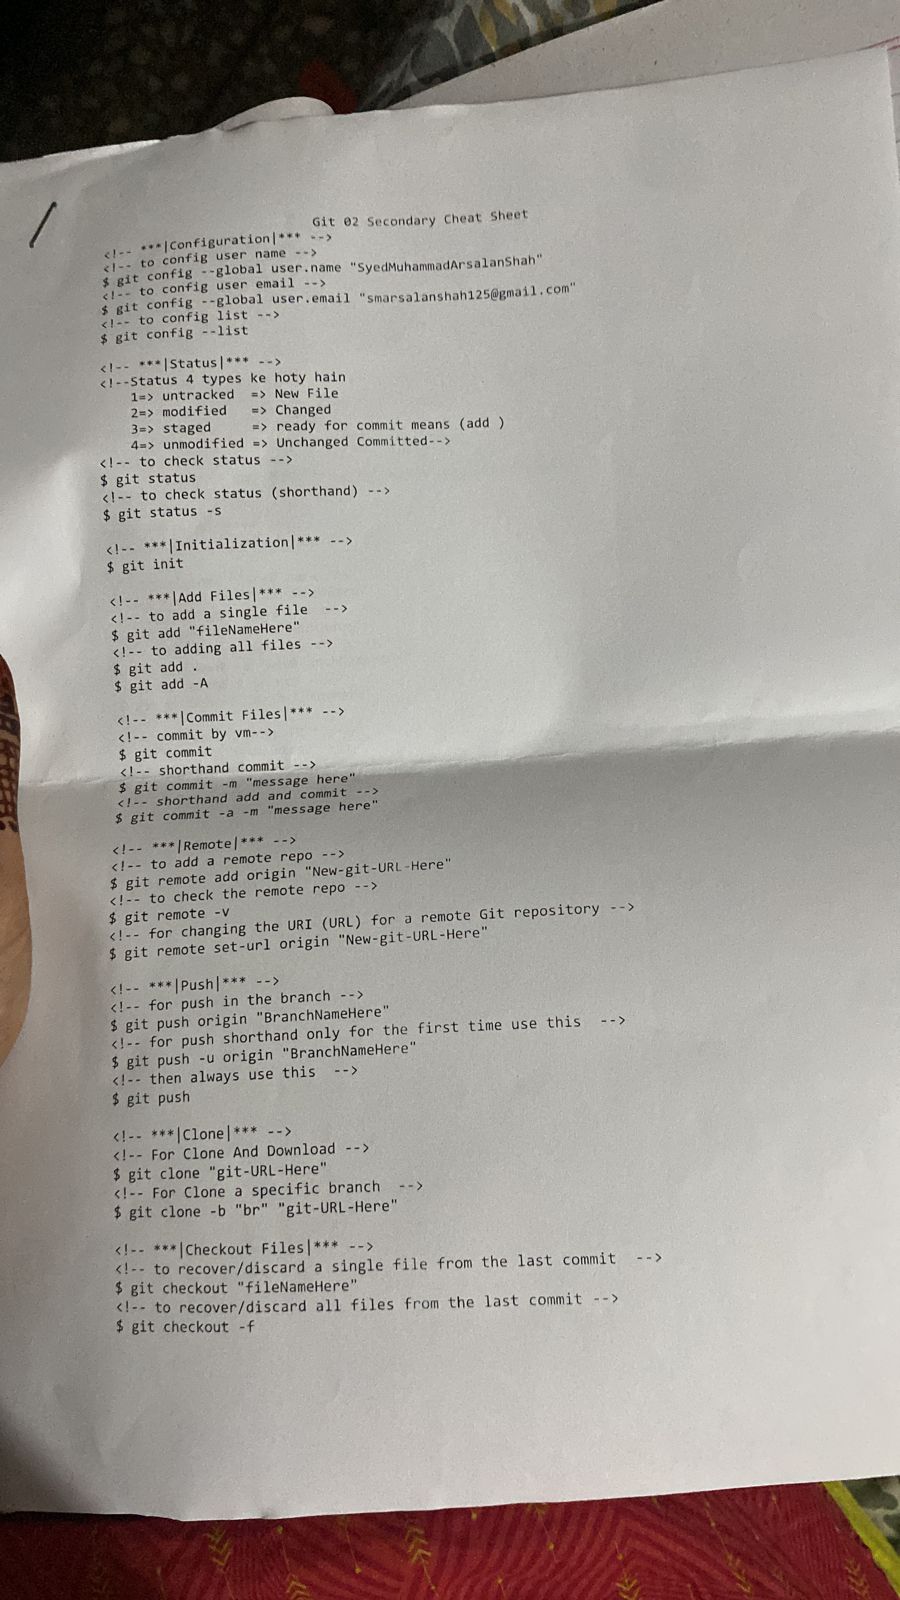 Git 02 Secondary Cheat Sheet
<!-- ***|Configuration|*** -->
<!-- to config user name -->
$ git config --global user.name "SyedMuhammadArsalanShah"
<!-- to config user email -->
$ git config --global user.email "smarsalanshah125@gmail.com"
<!-- to config list -->
$ git config --list

<!-- ***|Status|*** -->
<!--Status 4 types ke hoty hain
    1=> untracked  => New File
    2=> modified   => Changed
    3=> staged     => ready for commit means (add )
    4=> unmodified => Unchanged Committed-->
<!-- to check status -->
$ git status
<!-- to check status (shorthand) -->
$ git status -s

<!-- ***|Initialization|*** -->
$ git init

<!-- ***|Add Files|*** -->
<!-- to add a single file  -->
$ git add "fileNameHere"
<!-- to adding all files -->
$ git add .
$ git add -A

<!-- ***|Commit Files|*** -->
<!-- commit by vm-->
$ git commit
<!-- shorthand commit -->
$ git commit -m "message here"
<!-- shorthand add and commit -->
$ git commit -a -m "message here"

<!-- ***|Remote|*** -->
<!-- to add a remote repo -->
$ git remote add origin "New-git-URL-Here"
<!-- to check the remote repo -->
$ git remote -v
<!-- for changing the URI (URL) for a remote Git repository -->
$ git remote set-url origin "New-git-URL-Here"

<!-- ***|Push|*** -->
<!-- for push in the branch -->
$ git push origin "BranchNameHere"
<!-- for push shorthand only for the first time use this  -->
$ git push -u origin "BranchNameHere"
<!-- then always use this  -->
$ git push

<!-- ***|Clone|*** -->
<!-- For Clone And Download -->
$ git clone "git-URL-Here"
<!-- For Clone a specific branch  -->
$ git clone -b "br" "git-URL-Here"

<!-- ***|Checkout Files|*** -->
<!-- to recover/discard a single file from the last commit  -->
$ git checkout "fileNameHere"
<!-- to recover/discard all files from the last commit -->
$ git checkout -f